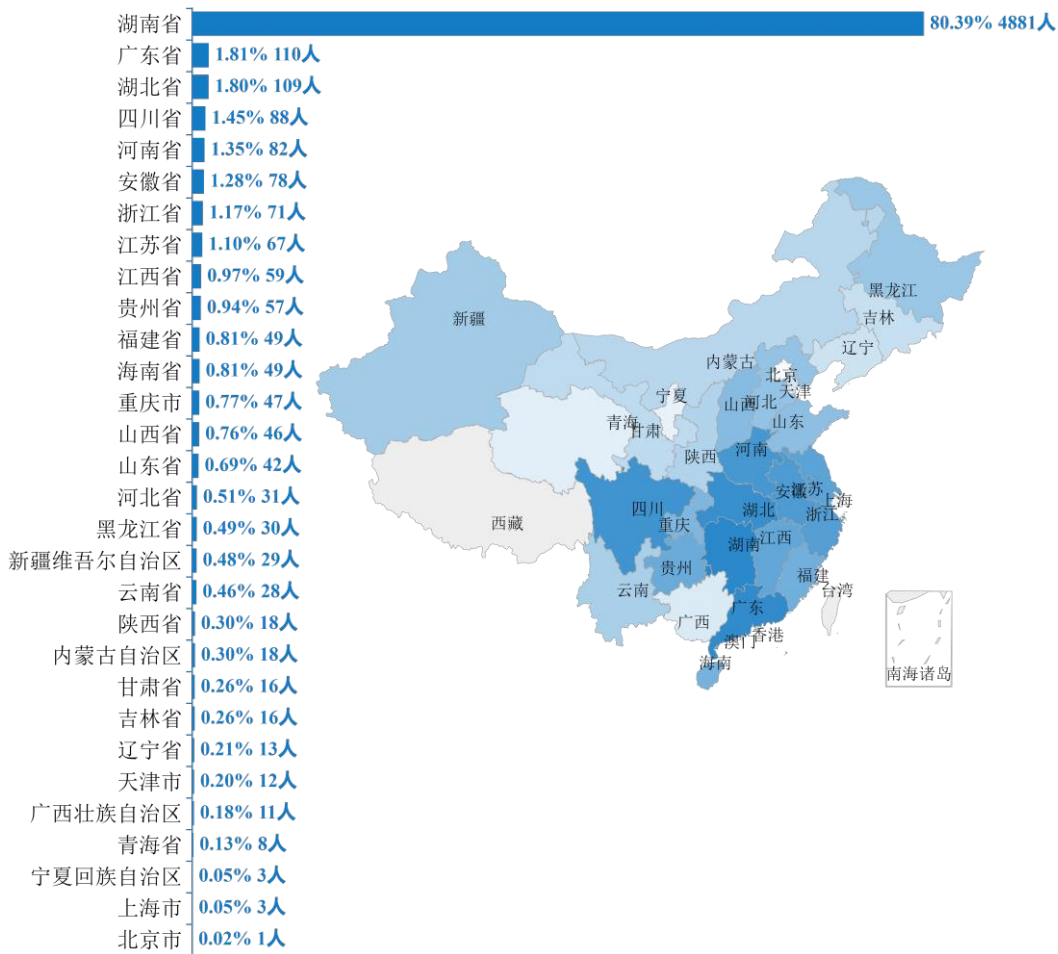 湖南省 80.39% 4881人
广东省 1.81% 110人
湖北省 1.80% 109人
四川省 1.45% 88人
河南省 1.35% 82人
安徽省 1.28% 78人
浙江省 1.17% 71人
江苏省 1.10% 67人
江西省 0.97% 59人
贵州省 0.94% 57人
福建省 0.81% 49人
海南省 0.81% 49人
重庆市 0.77% 47人
山西省 0.76% 46人
山东省 0.69% 42人
河北省 0.51% 31人
黑龙江省 0.49% 30人
新疆维吾尔自治区 0.48% 29人
云南省 0.46% 28人
陕西省 0.30% 18人
内蒙古自治区 0.30% 18人
甘肃省 0.26% 16人
吉林省 0.26% 16人
辽宁省 0.21% 13人
天津市 0.20% 12人
广西壮族自治区 0.18% 11人
青海省 0.13% 8人
宁夏回族自治区 0.05% 3人
上海市 0.05% 3人
北京市 0.02% 1人
黑龙江
吉林
新疆
辽宁
内蒙古
北京
天津
宁夏
山西
河北
青海
甘肃
山东
陕西
河南
安徽
江苏
上海
四川
湖北
浙江
西藏
重庆
湖南
江西
贵州
福建
云南
台湾
广西
广东
澳门
香港
海南
南海诸岛